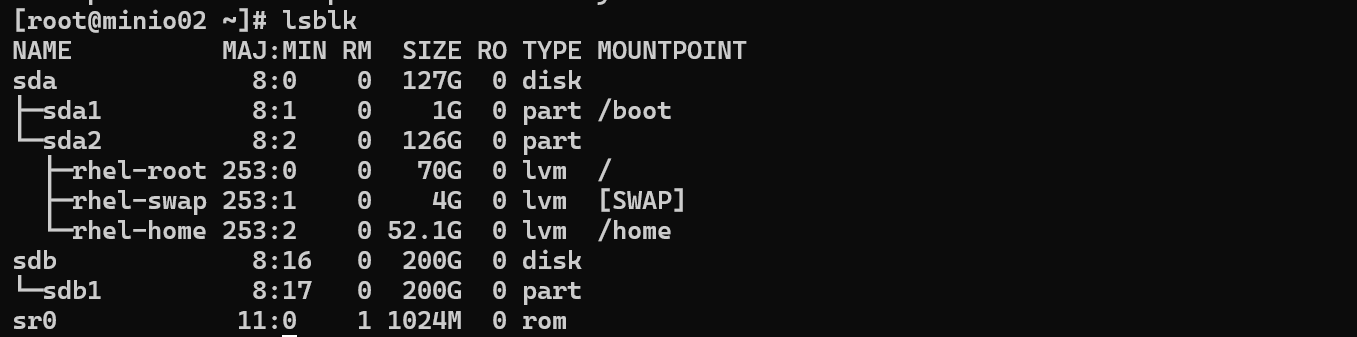 [root@minio02 ~]# lsblk
NAME          MAJ:MIN RM  SIZE RO TYPE MOUNTPOINT
sda             8:0    0  127G  0 disk
├─sda1          8:1    0    1G  0 part /boot
└─sda2          8:2    0  126G  0 part
  ├─rhel-root 253:0    0   70G  0 lvm  /
  ├─rhel-swap 253:1    0    4G  0 lvm  [SWAP]
  └─rhel-home 253:2    0 52.1G  0 lvm  /home
sdb             8:16   0  200G  0 disk
└─sdb1          8:17   0  200G  0 part
sr0            11:0    1 1024M  0 rom